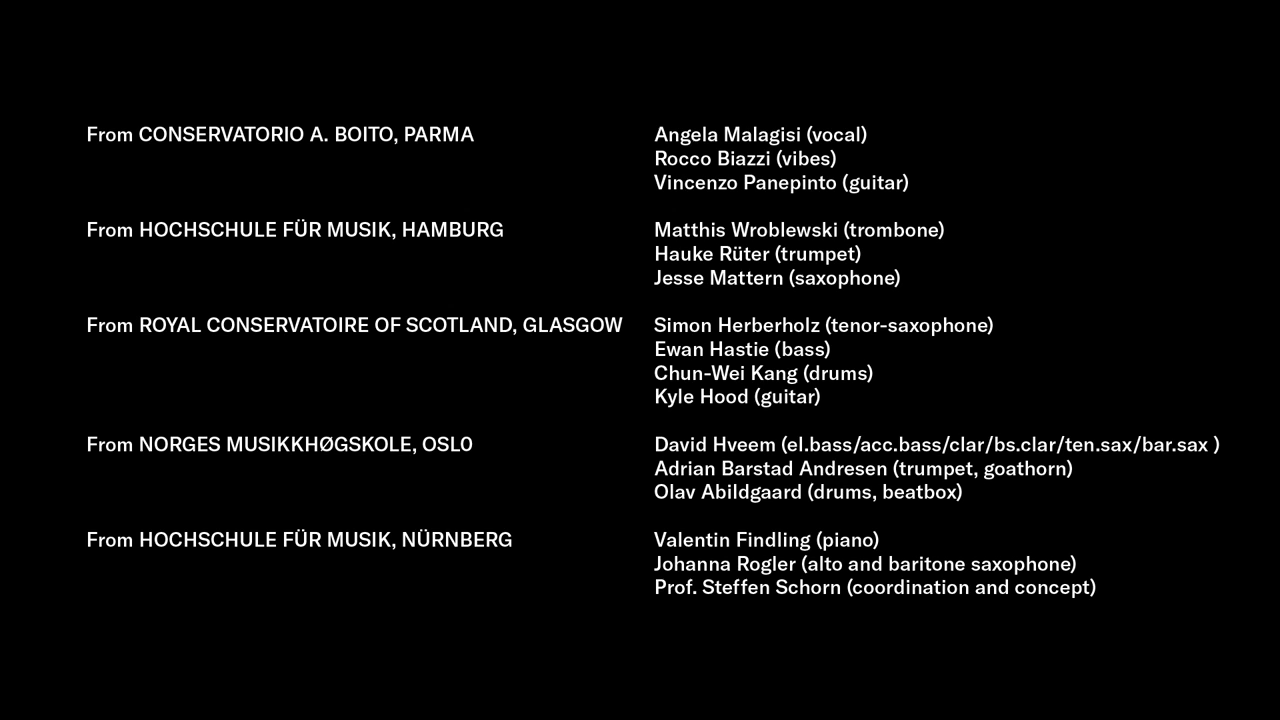 From CONSERVATORIO A. BOITO, PARMA
Angela Malagisi (vocal)
Rocco Biazzi (vibes)
Vincenzo Panepinto (guitar)
From HOCHSCHULE FÜR MUSIK, HAMBURG
Matthis Wroblewski (trombone)
Hauke Rüter (trumpet)
Jesse Mattern (saxophone)
From ROYAL CONSERVATOIRE OF SCOTLAND, GLASGOW
Simon Herberholz (tenor-saxophone)
Ewan Hastie (bass)
Chun-Wei Kang (drums)
Kyle Hood (guitar)
From NORGES MUSIKKHØGSKOLE, OSL0
David Hveem (el.bass/acc.bass/clar/bs.clar/ten.sax/bar.sax )
Adrian Barstad Andresen (trumpet, goathorn)
Olav Abildgaard (drums, beatbox)
From HOCHSCHULE FÜR MUSIK, NÜRNBERG
Valentin Findling (piano)
Johanna Rogler (alto and baritone saxophone)
Prof. Steffen Schorn (coordination and concept)